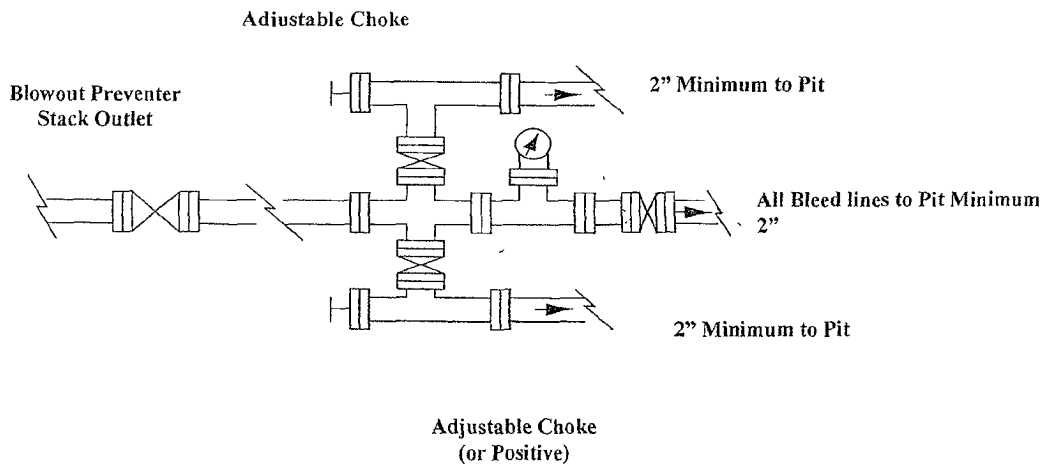 Adjustable Choke
2” Minimum to Pit
Blowout Preventer
Stack Outlet
All Bleed lines to Pit Minimum
2”
2” Minimum to Pit
Adjustable Choke
(or Positive)